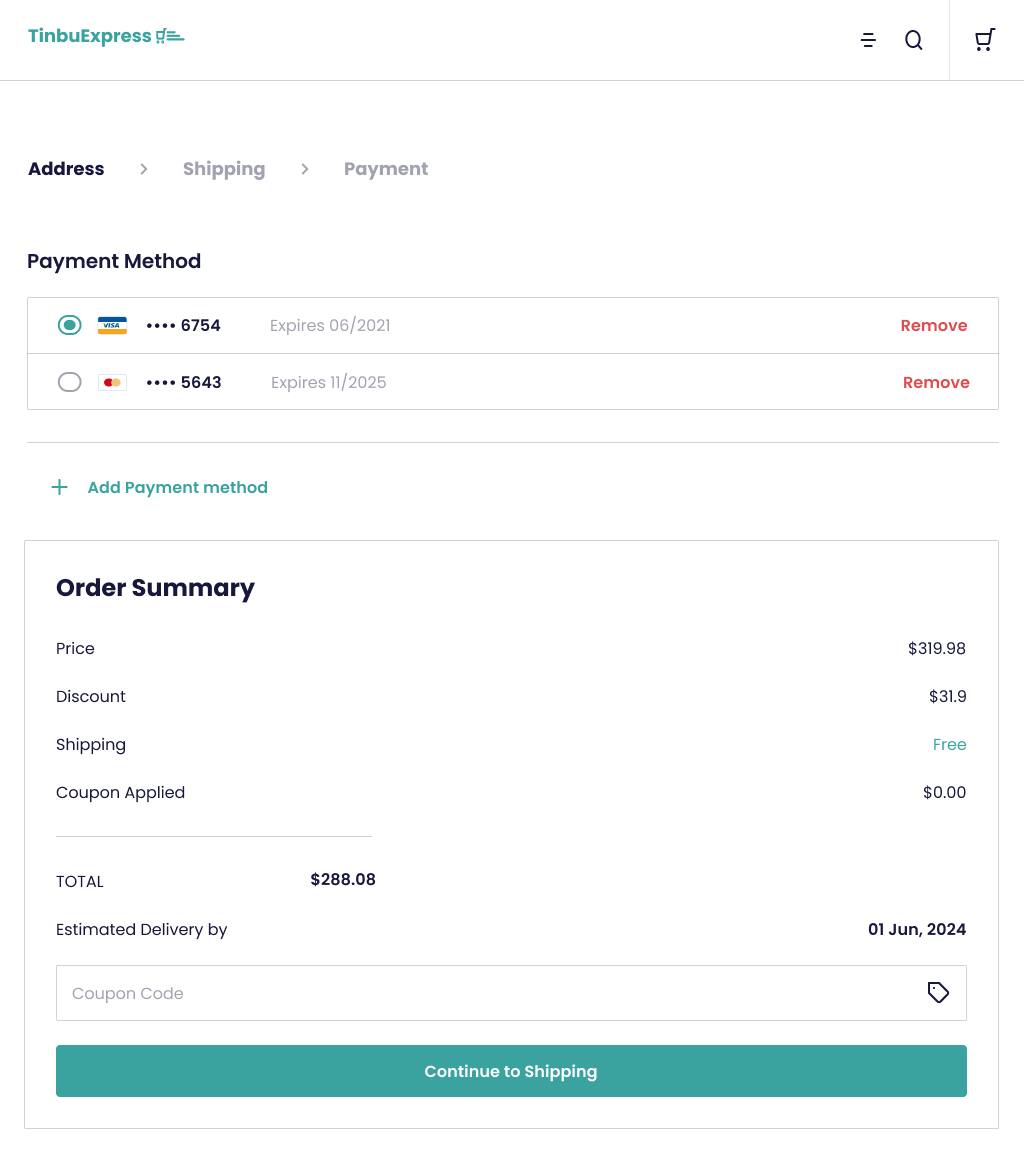 TinbuExpress
Address > Shipping > Payment
Payment Method
VISA •••• 6754 Expires 06/2021 Remove
•••• 5643 Expires 11/2025 Remove
+ Add Payment method
Order Summary
Price $319.98
Discount $31.9
Shipping Free
Coupon Applied $0.00
TOTAL $288.08
Estimated Delivery by 01 Jun, 2024
Coupon Code
Continue to Shipping